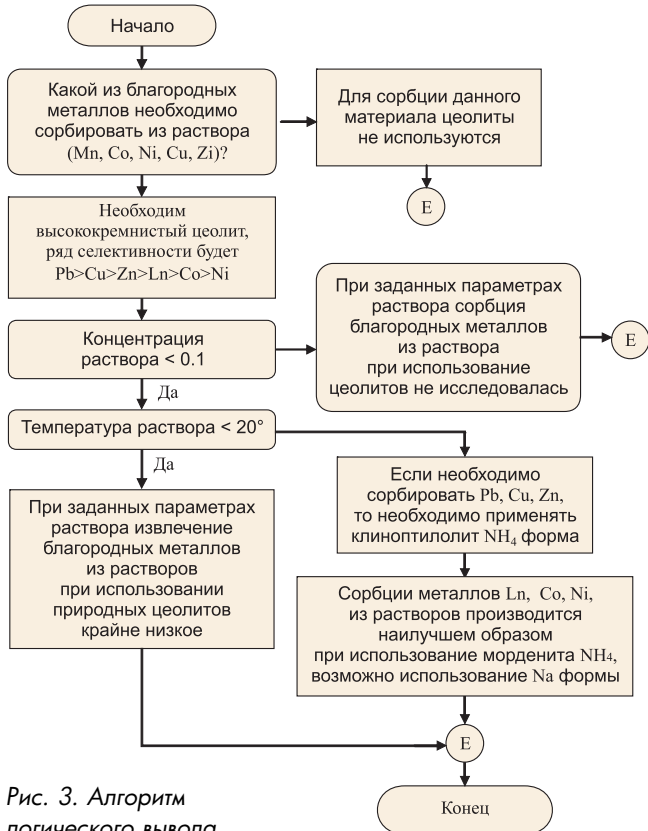 Начало
Какой из благородных
металлов необходимо
сорбировать из раствора
(Mn, Co, Ni, Cu, Zi)?
Для сорбции данного
материала цеолиты
не используются
E
Необходим
высококремнистый цеолит,
ряд селективности будет
Pb>Cu>Zn>Ln>Co>Ni
Концентрация
раствора < 0.1
При заданных параметрах
раствора сорбция
благородных металлов
из раствора
при использование
цеолитов не исследовалась
E
Да
Температура раствора < 20°
Да
При заданных параметрах
раствора извлечение
благородных металлов
из растворов
при использовании
природных цеолитов
крайне низкое
Если необходимо
сорбировать Pb, Cu, Zn,
то необходимо применять
клиноптилолит NH₄ форма
Сорбции металлов Ln, Co, Ni,
из растворов производится
наилучшем образом
при использование морденита NH₄,
возможно использование Na формы
E
Конец
Рис. 3. Алгоритм
логического вывода